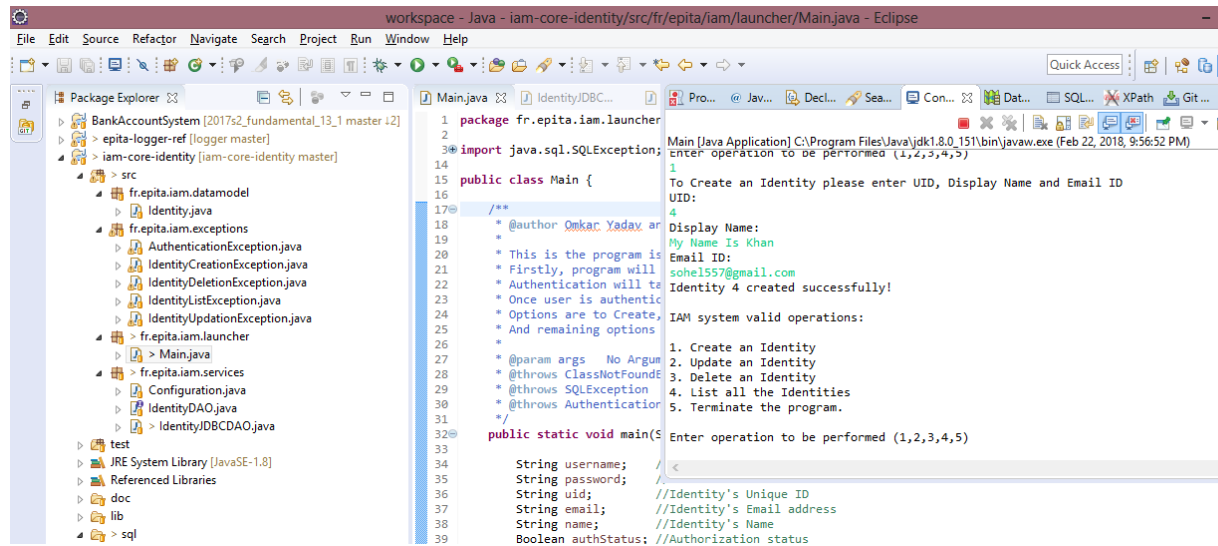 workspace - Java - iam-core-identity/src/fr/epita/iam/launcher/Main.java - Eclipse
File Edit Source Refactor Navigate Search Project Run Window Help
Quick Access
Package Explorer
BankAccountSystem [2017s2_fundamental_13_1 master ↓2]
> epita-logger-ref [logger master]
> iam-core-identity [iam-core-identity master]
> src
fr.epita.iam.datamodel
Identity.java
fr.epita.iam.exceptions
AuthenticationException.java
IdentityCreationException.java
IdentityDeletionException.java
IdentityListException.java
IdentityUpdationException.java
> fr.epita.iam.launcher
> Main.java
> fr.epita.iam.services
Configuration.java
IdentityDAO.java
> IdentityJDBCDAO.java
test
JRE System Library [JavaSE-1.8]
Referenced Libraries
doc
lib
> sql
Main.java IdentityJDBC...
1 package fr.epita.iam.launcher
2
3 import java.sql.SQLException;
14
15 public class Main {
16
17 /**
18 * @author Omkar Yadav an
19 *
20 * This is the program is
21 * Firstly, program will
22 * Authentication will ta
23 * Once user is authentic
24 * Options are to Create,
25 * And remaining options
26 *
27 * @param args No Argum
28 * @throws ClassNotFoundE
29 * @throws SQLException
30 * @throws Authentication
31 */
32 public static void main(S
33
34 String username; /
35 String password; /
36 String uid; //Identity's Unique ID
37 String email; //Identity's Email address
38 String name; //Identity's Name
39 Boolean authStatus; //Authorization status
Pro... @ Jav... Decl... Sea... Con... Dat... SQL... XPath Git ...
Main [Java Application] C:\Program Files\Java\jdk1.8.0_151\bin\javaw.exe (Feb 22, 2018, 9:56:52 PM)
Enter operation to be performed (1,2,3,4,5)
1
To Create an Identity please enter UID, Display Name and Email ID
UID:
4
Display Name:
My Name Is Khan
Email ID:
sohel557@gmail.com
Identity 4 created successfully!
IAM system valid operations:
1. Create an Identity
2. Update an Identity
3. Delete an Identity
4. List all the Identities
5. Terminate the program.
Enter operation to be performed (1,2,3,4,5)